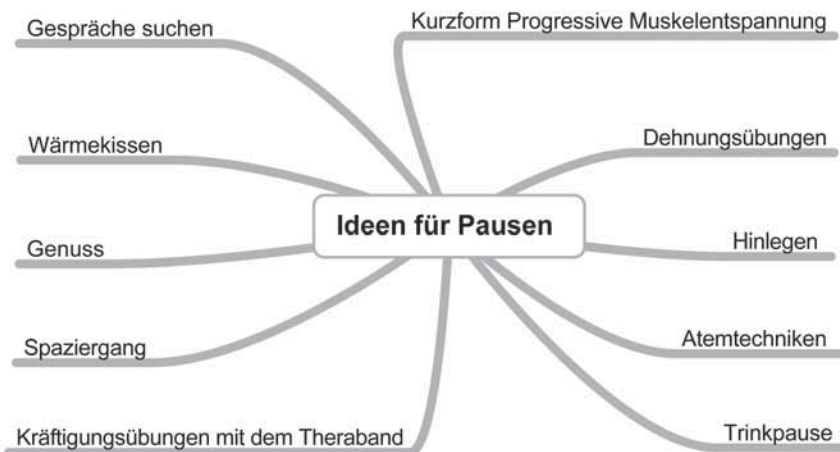 Gespräche suchen
Kurzform Progressive Muskelentspannung
Wärmekissen
Dehnungsübungen
Ideen für Pausen
Genuss
Hinlegen
Spaziergang
Atemtechniken
Kräftigungsübungen mit dem Theraband
Trinkpause